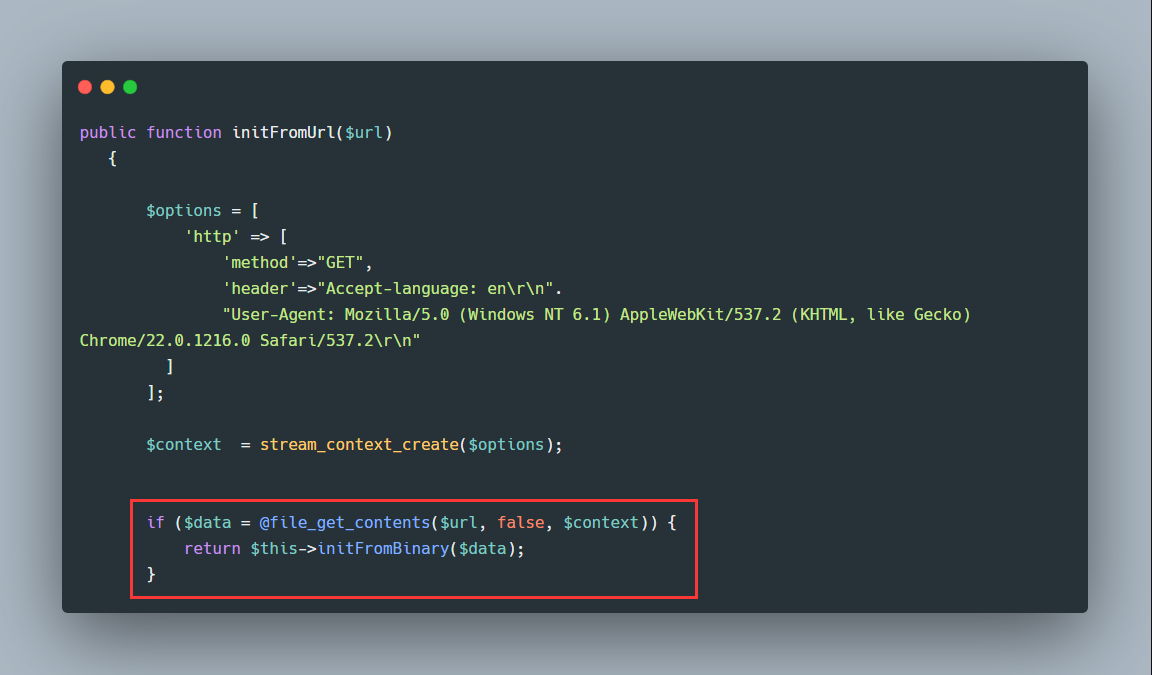 public function initFromUrl($url)
{
$options = [
'http' => [
'method'=>"GET",
'header'=>"Accept-language: en\r\n".
"User-Agent: Mozilla/5.0 (Windows NT 6.1) AppleWebKit/537.2 (KHTML, like Gecko)
Chrome/22.0.1216.0 Safari/537.2\r\n"
]
];
$context  = stream_context_create($options);
if ($data = @file_get_contents($url, false, $context)) {
return $this->initFromBinary($data);
}